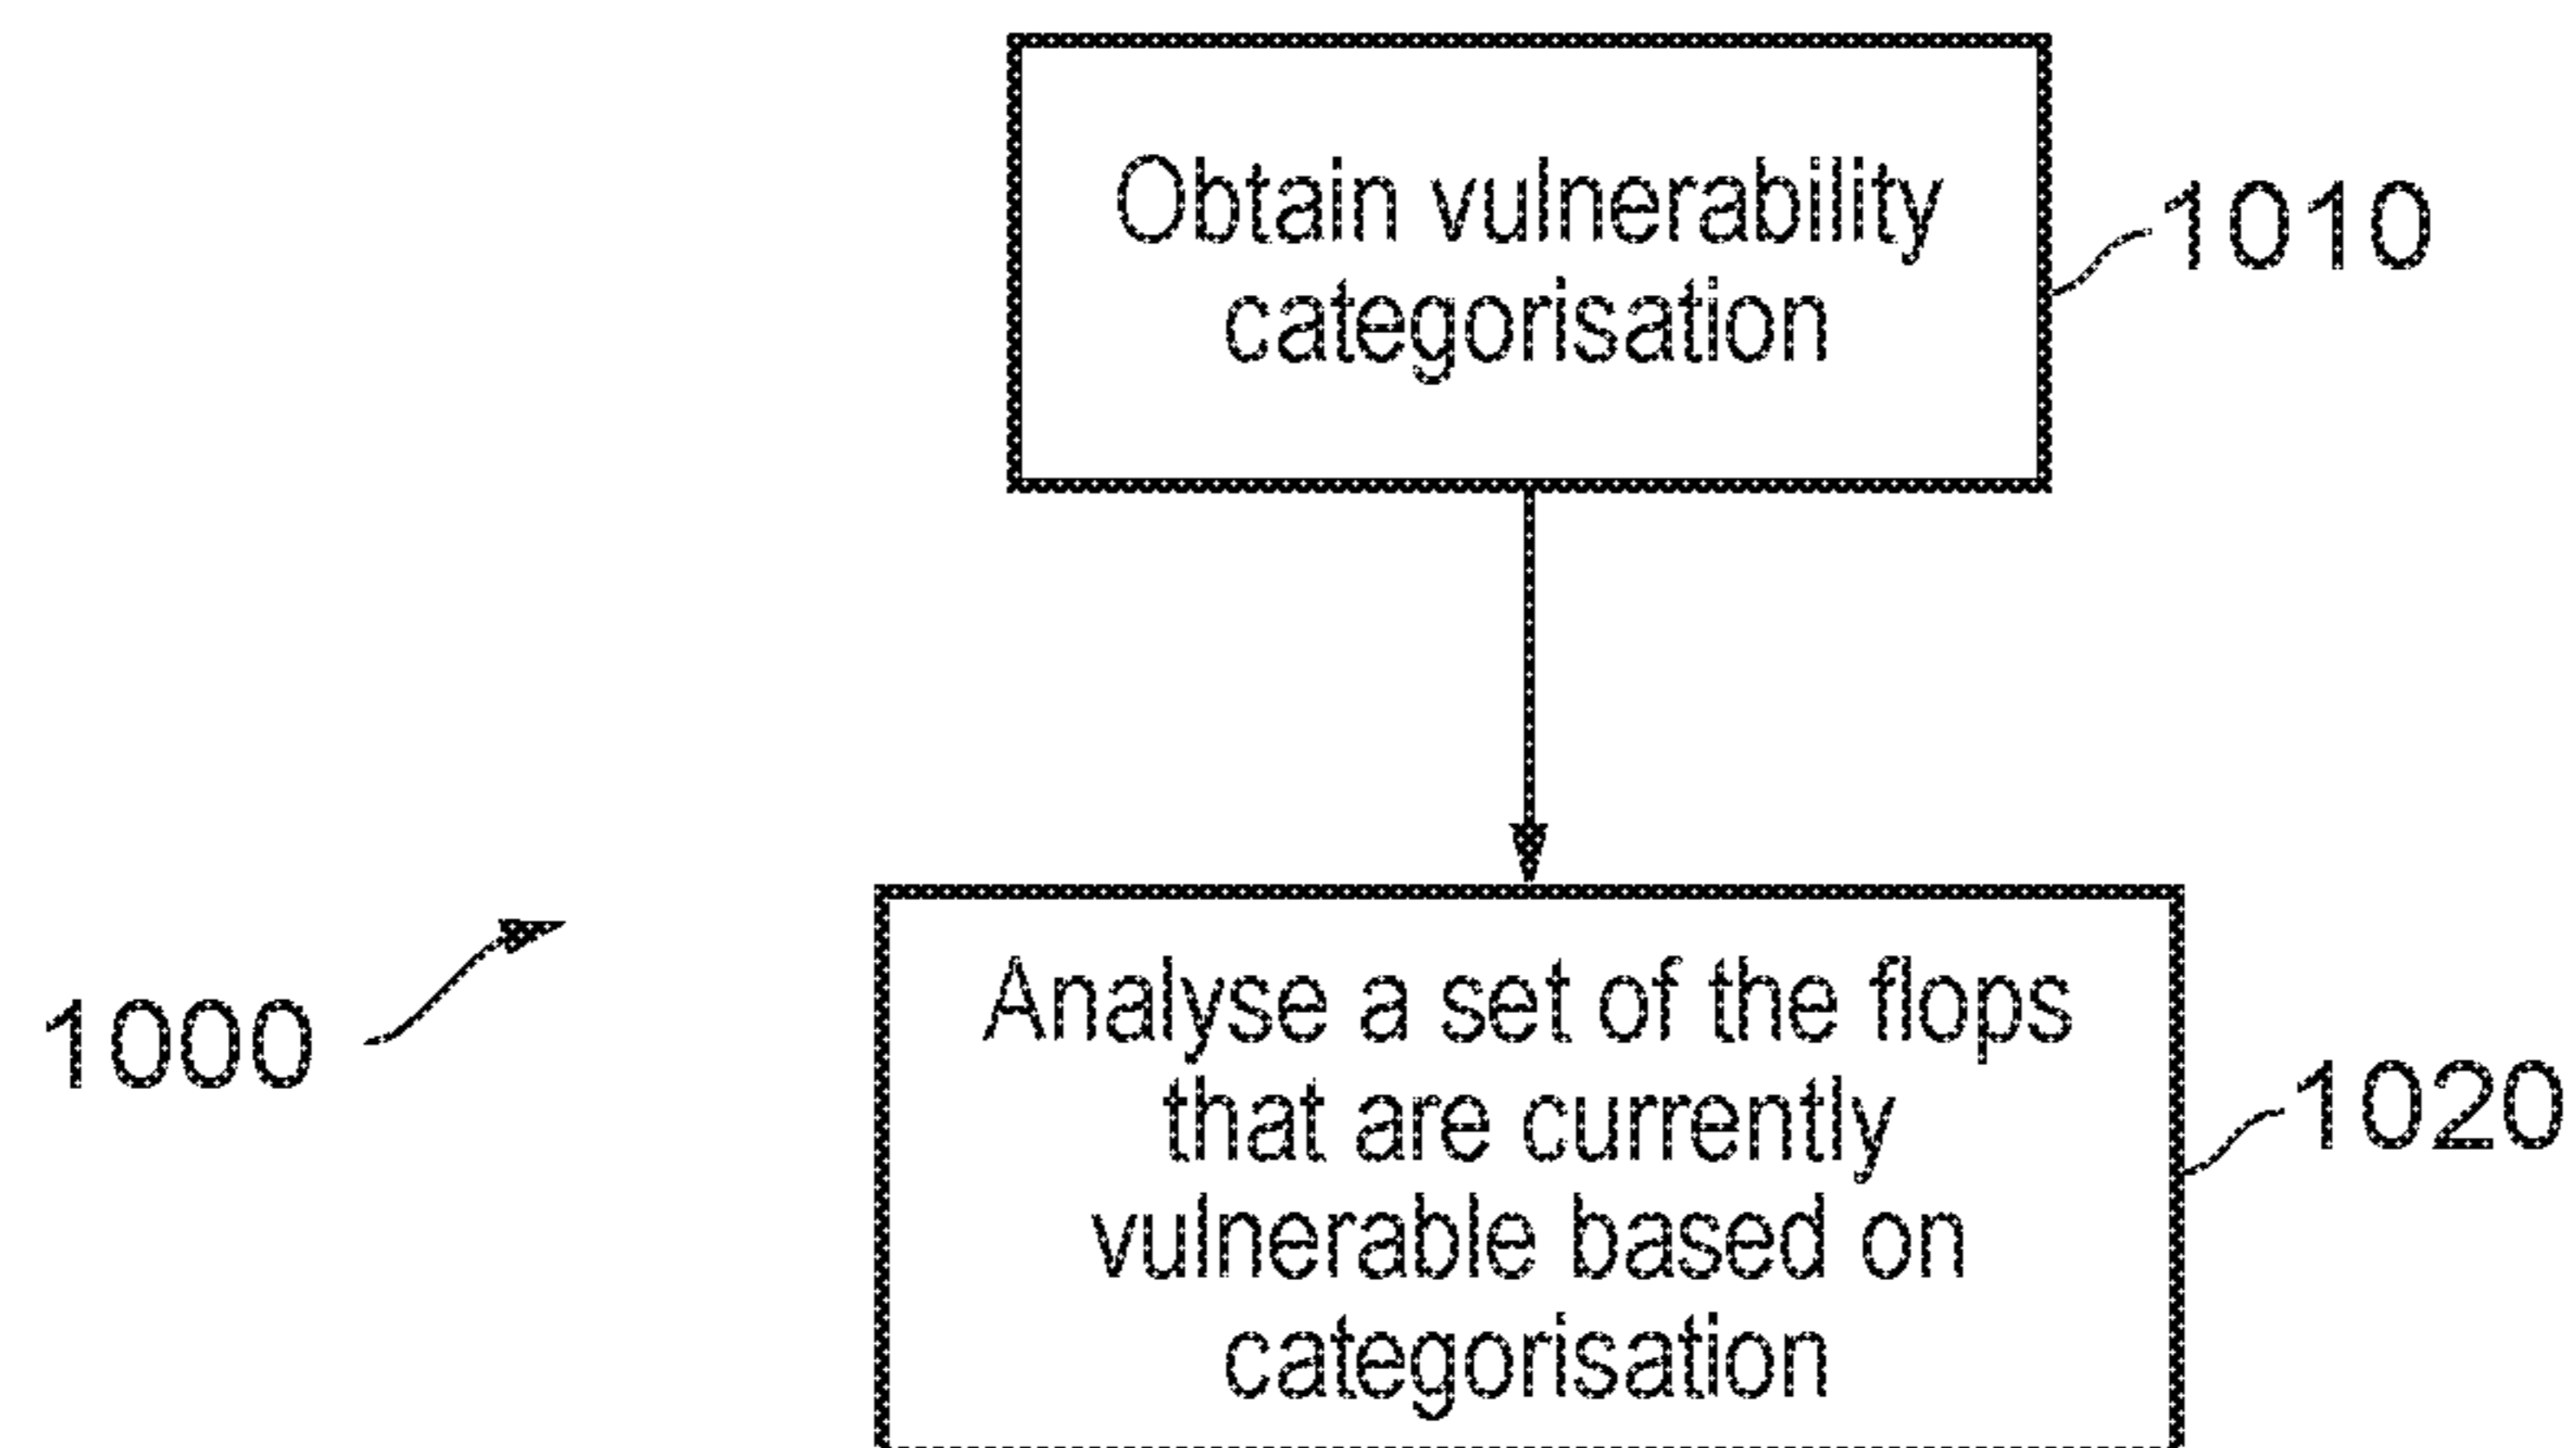 Obtain vulnerability
categorisation
1010
1000
Analyse a set of the flops
that are currently
vulnerable based on
categorisation
1020